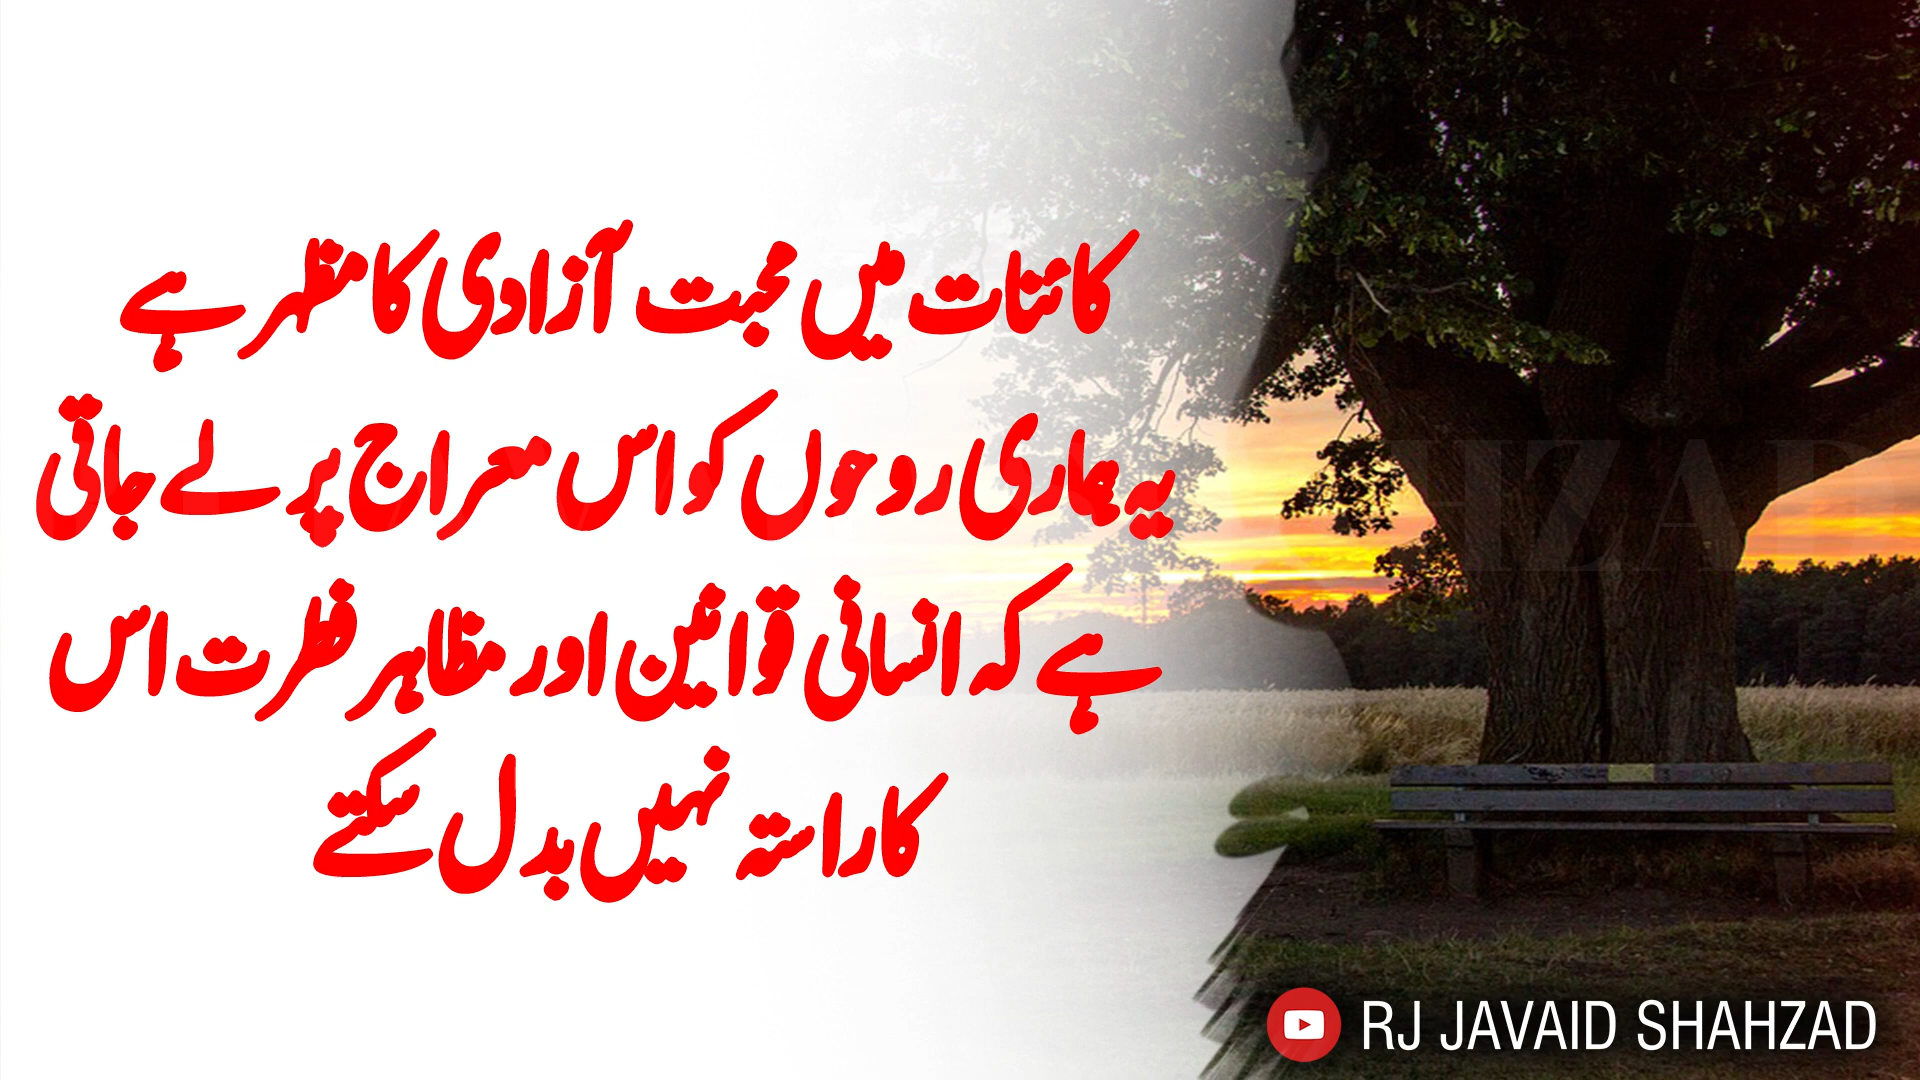 کائنات میں محبت آزادی کا مظہر ہے
یہ ہماری روحوں کو اس معراج پر لے جاتی
ہے کہ انسانی قوانین اور مظاہر فطرت اس
کا راستہ نہیں بدل سکتے
RJ JAVAID SHAHZAD